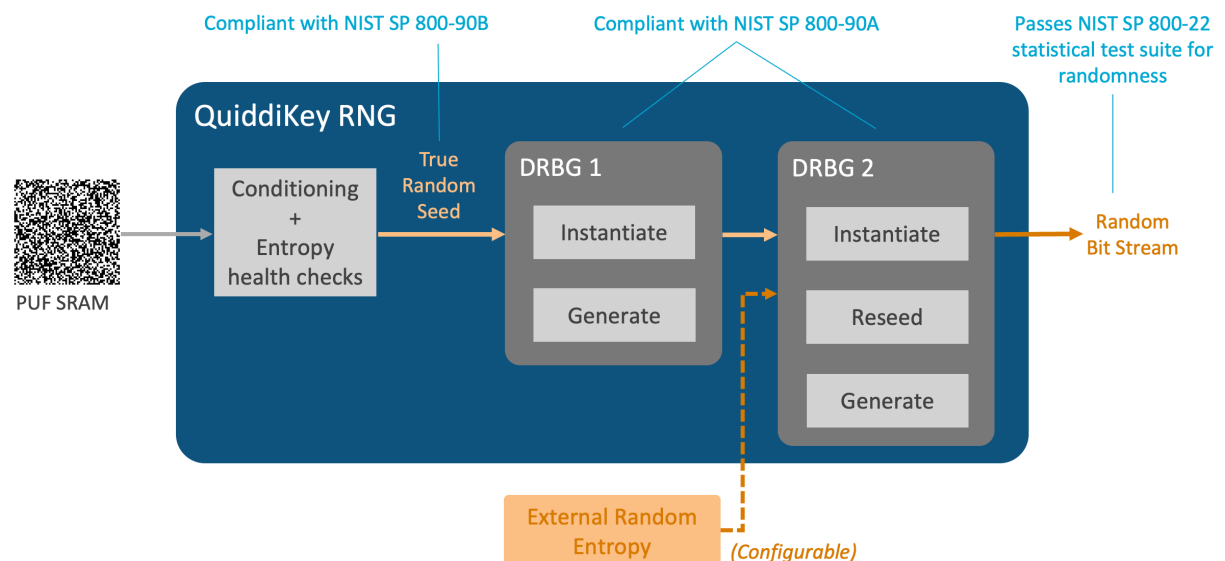 Compliant with NIST SP 800-90B
Compliant with NIST SP 800-90A
Passes NIST SP 800-22
statistical test suite for
randomness
QuiddiKey RNG
PUF SRAM
Conditioning
+
Entropy
health checks
True
Random
Seed
DRBG 1
Instantiate
Generate
DRBG 2
Instantiate
Reseed
Generate
Random
Bit Stream
External Random
Entropy
(Configurable)